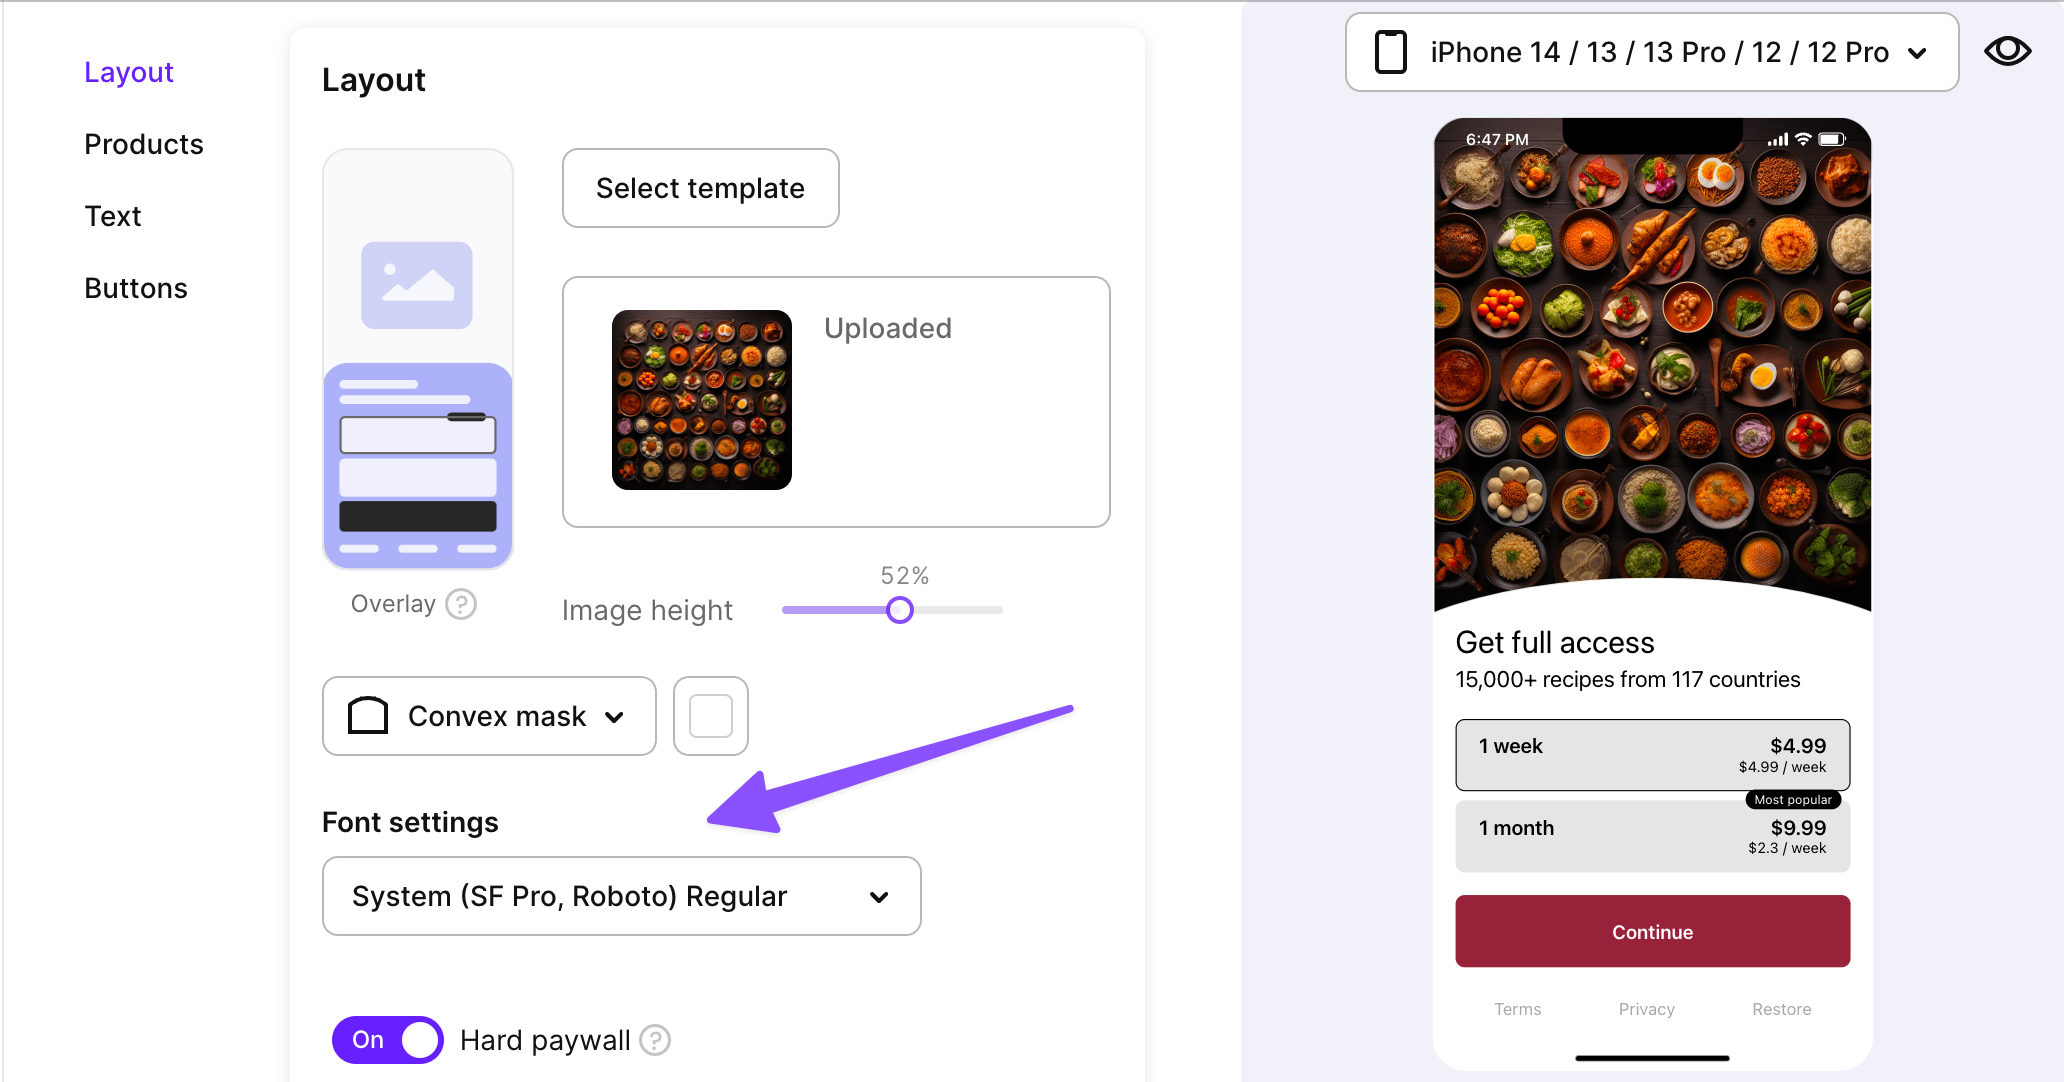 Layout
Products
Text
Buttons
Layout
Select template
Uploaded
Overlay ?
52%
Image height
Convex mask
Font settings
System (SF Pro, Roboto) Regular
On Hard paywall ?
iPhone 14 / 13 / 13 Pro / 12 / 12 Pro
6:47 PM
Get full access
15,000+ recipes from 117 countries
1 week $4.99
$4.99 / week
Most popular
1 month $9.99
$2.3 / week
Continue
Terms Privacy Restore